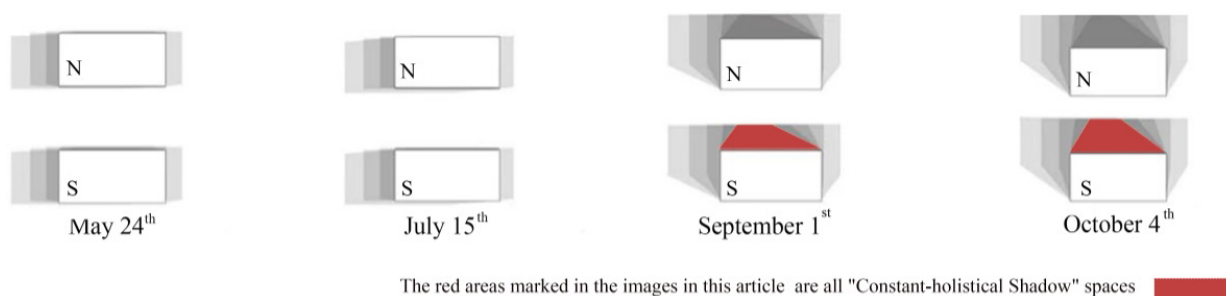 N
N
N
N
S
S
S
S
May 24th
July 15th
September 1st
October 4th
The red areas marked in the images in this article are all "Constant-holistical Shadow" spaces